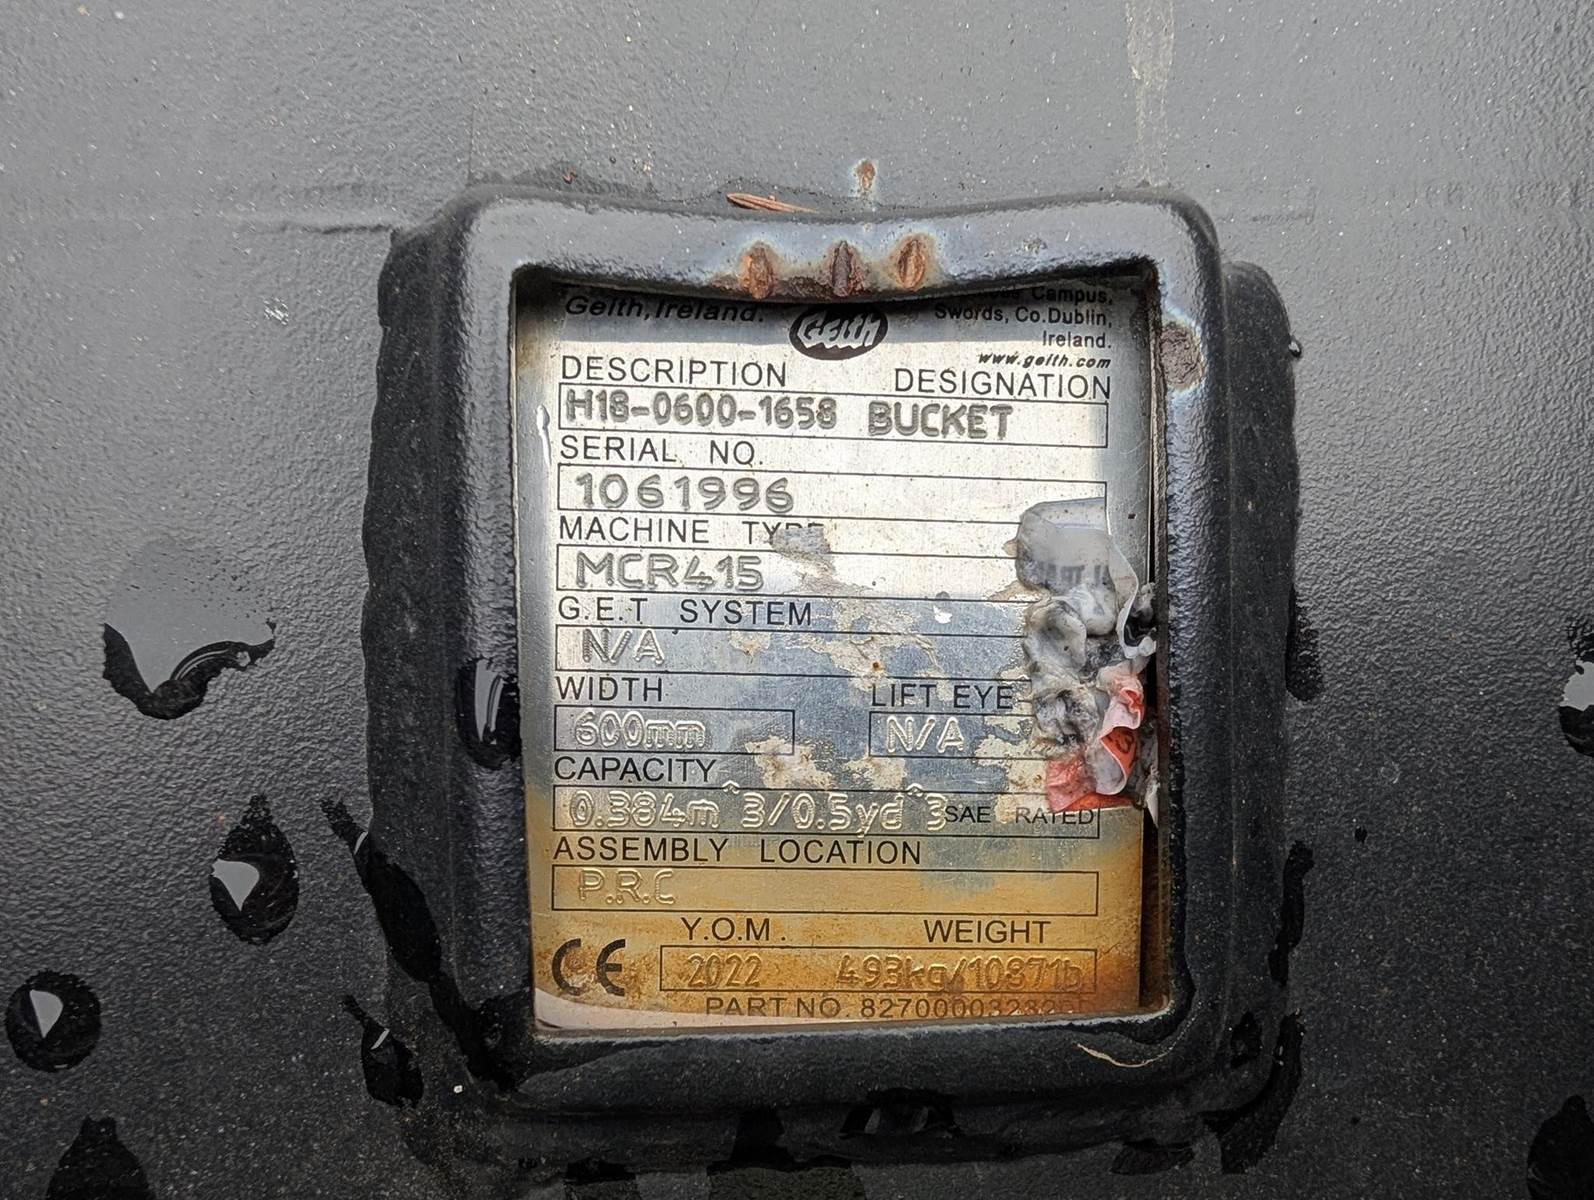 Geith, Ireland.
Geith
Campus,
Swords, Co.Dublin,
Ireland.
www.geith.com
DESCRIPTION DESIGNATION
H18-0600-1658 BUCKET
SERIAL NO.
1061996
MACHINE TYPE
MCR415
G.E.T SYSTEM
N/A
WIDTH LIFT EYE
600mm N/A
CAPACITY
0.384m^3/0.5yd^3 SAE RATED
ASSEMBLY LOCATION
P.R.C
Y.O.M. WEIGHT
CE 2022 493kg/1087lb
PART NO.